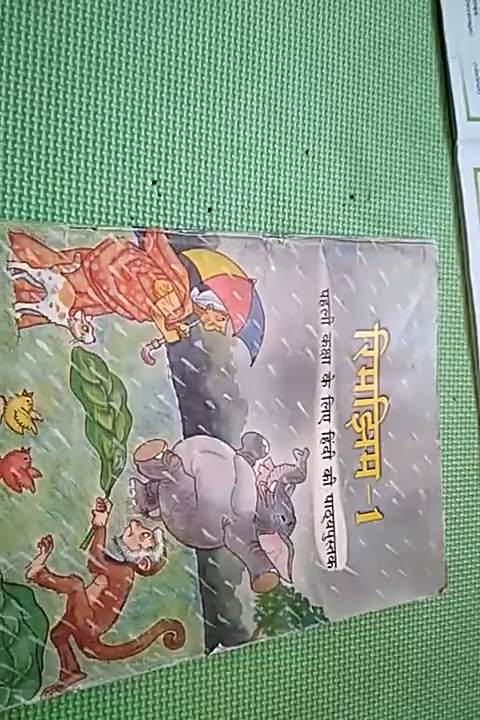 रिमझिम-1
पहली कक्षा के लिए हिंदी की पाठ्यपुस्तक